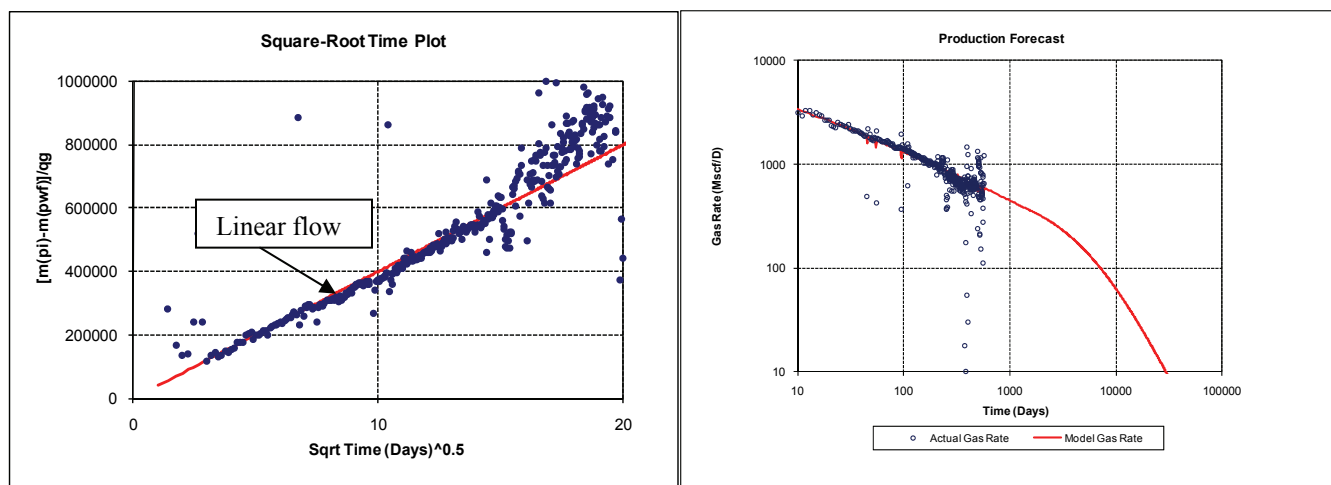 Square-Root Time Plot
[m(pi)-m(pwf)]/qg
1000000
800000
600000
400000
200000
0
Linear flow
0
10
20
Sqrt Time (Days)^0.5
Production Forecast
Gas Rate (Mscf/D)
10000
1000
100
10
10
100
1000
10000
100000
Time (Days)
Actual Gas Rate
Model Gas Rate